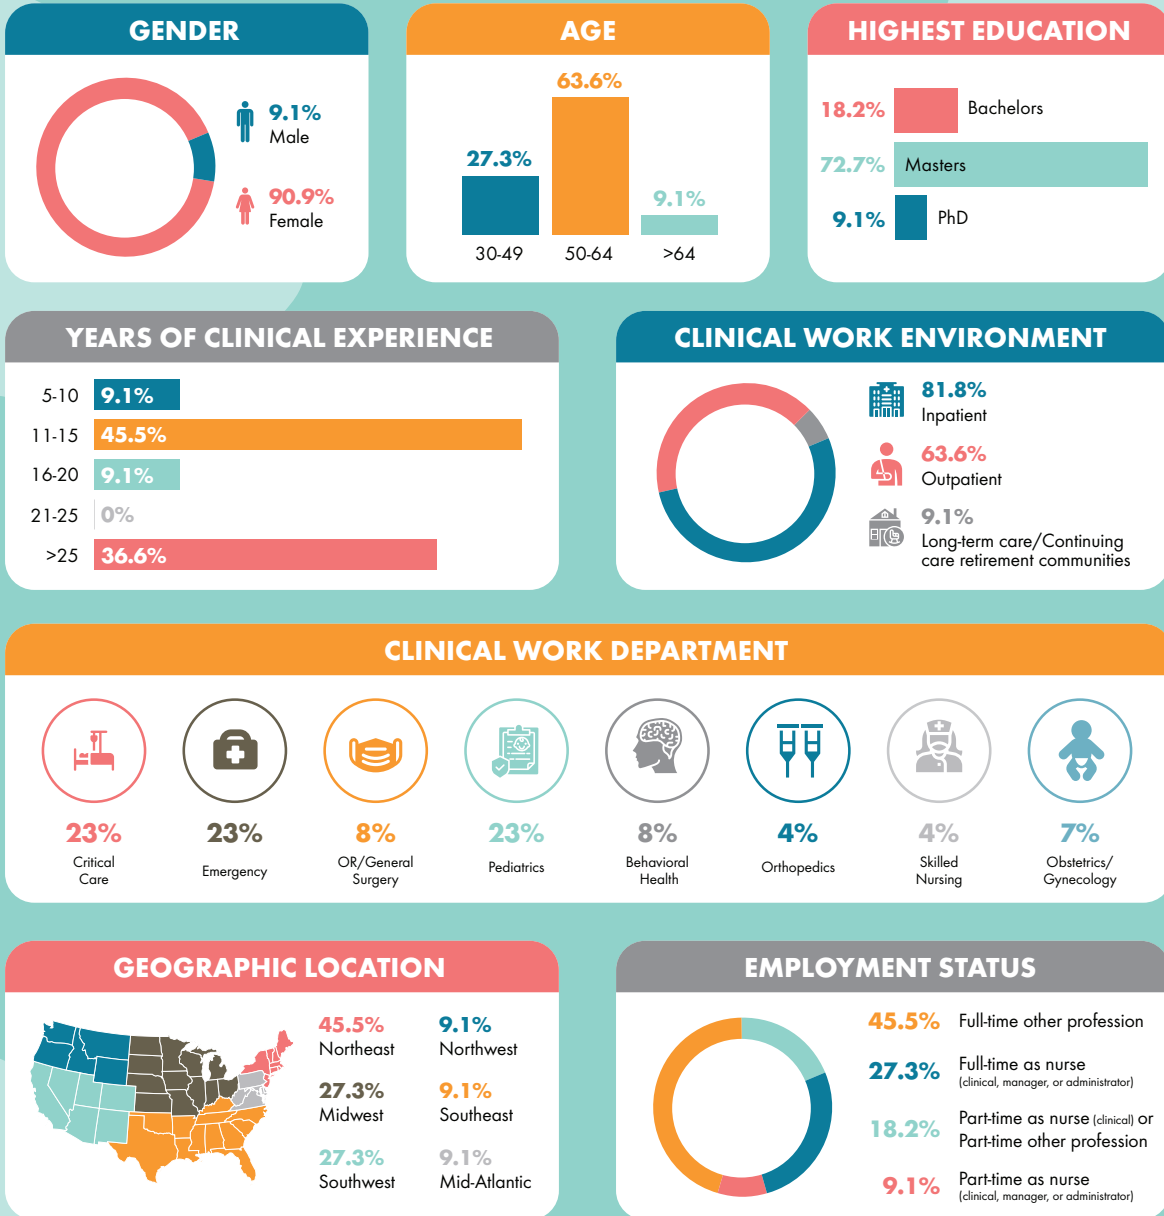 GENDER
9.1%
Male
90.9%
Female
AGE
63.6%
27.3%
9.1%
30-49
50-64
>64
HIGHEST EDUCATION
18.2%
Bachelors
72.7%
Masters
9.1%
PhD
YEARS OF CLINICAL EXPERIENCE
5-10
9.1%
11-15
45.5%
16-20
9.1%
21-25
0%
>25
36.6%
CLINICAL WORK ENVIRONMENT
81.8%
Inpatient
63.6%
Outpatient
9.1%
Long-term care/Continuing
care retirement communities
CLINICAL WORK DEPARTMENT
23%
Critical
Care
23%
Emergency
8%
OR/General
Surgery
23%
Pediatrics
8%
Behavioral
Health
4%
Orthopedics
4%
Skilled
Nursing
7%
Obstetrics/
Gynecology
GEOGRAPHIC LOCATION
45.5%
Northeast
9.1%
Northwest
27.3%
Midwest
9.1%
Southeast
27.3%
Southwest
9.1%
Mid-Atlantic
EMPLOYMENT STATUS
45.5%
Full-time other profession
27.3%
Full-time as nurse
(clinical, manager, or administrator)
18.2%
Part-time as nurse (clinical) or
Part-time other profession
9.1%
Part-time as nurse
(clinical, manager, or administrator)